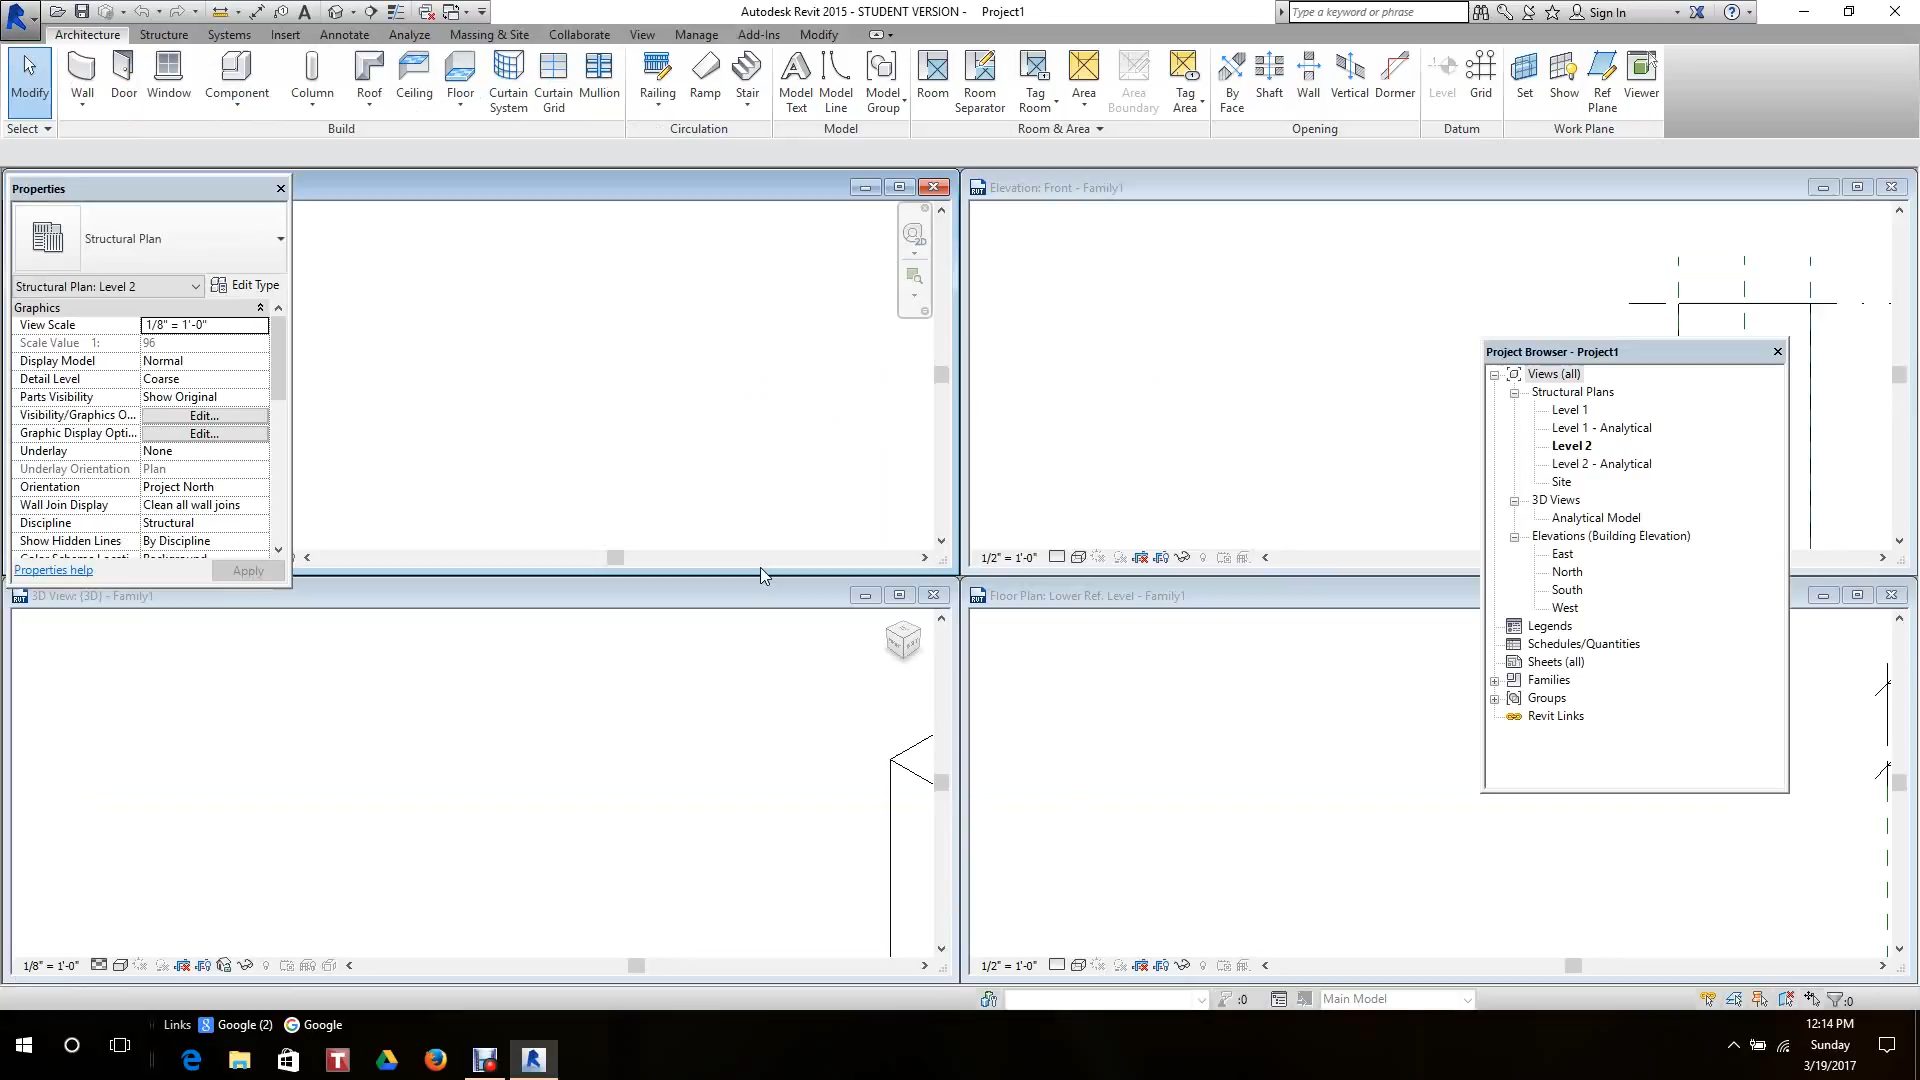 Autodesk Revit 2015 - STUDENT VERSION - Project1
Type a keyword or phrase
Sign In
Architecture Structure Systems Insert Annotate Analyze Massing & Site Collaborate View Manage Add-Ins Modify
Modify Wall Door Window Component Column Roof Ceiling Floor Curtain System Curtain Grid Mullion Railing Ramp Stair Model Text Model Line Model Group Room Room Separator Tag Room Area Area Boundary Tag Area By Face Shaft Wall Vertical Dormer Level Grid Set Show Ref Plane Viewer
Select Build Circulation Model Room & Area Opening Datum Work Plane
Properties
Structural Plan
Structural Plan: Level 2 Edit Type
Graphics
View Scale 1/8" = 1'-0"
Scale Value 1: 96
Display Model Normal
Detail Level Coarse
Parts Visibility Show Original
Visibility/Graphics O... Edit...
Graphic Display Opti... Edit...
Underlay None
Underlay Orientation Plan
Orientation Project North
Wall Join Display Clean all wall joins
Discipline Structural
Show Hidden Lines By Discipline
Properties help Apply
2D
Elevation: Front - Family1
1/2" = 1'-0"
Project Browser - Project1
Views (all)
Structural Plans
Level 1
Level 1 - Analytical
Level 2
Level 2 - Analytical
Site
3D Views
Analytical Model
Elevations (Building Elevation)
East
North
South
West
Legends
Schedules/Quantities
Sheets (all)
Families
Groups
Revit Links
3D View: {3D} - Family1
1/8" = 1'-0"
Floor Plan: Lower Ref. Level - Family1
1/2" = 1'-0"
:0 Main Model :0
Links Google (2) Google
12:14 PM
Sunday
3/19/2017